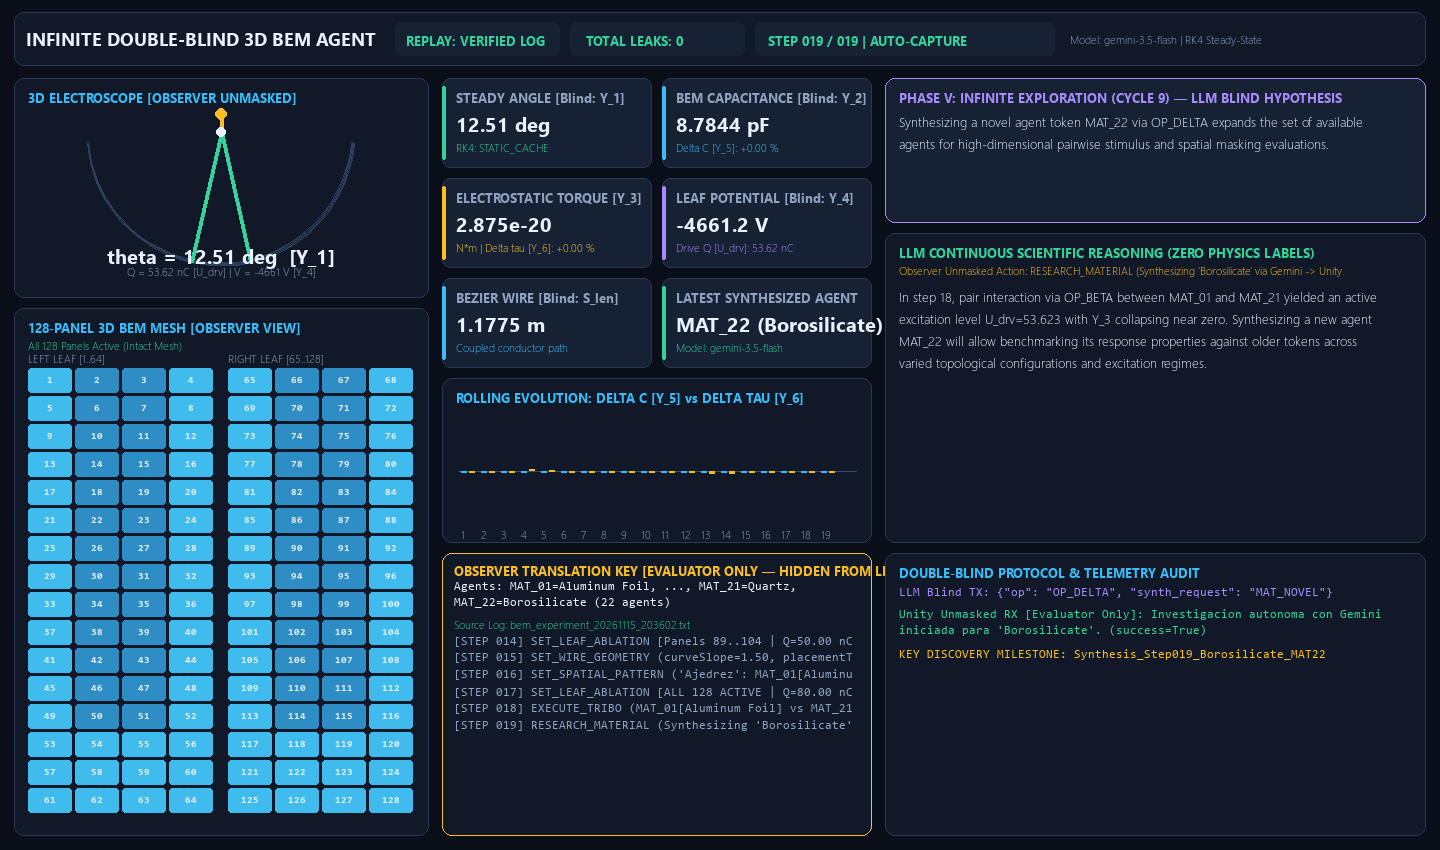 INFINITE DOUBLE-BLIND 3D BEM AGENT
REPLAY: VERIFIED LOG
TOTAL LEAKS: 0
STEP 019 / 019 | AUTO-CAPTURE
Model: gemini-3.5-flash | RK4 Steady-State
3D ELECTROSCOPE [OBSERVER UNMASKED]
theta = 12.51 deg  [Y_1]
Q = 53.62 nC [U_drv] | V = -4661 V [Y_4]
128-PANEL 3D BEM MESH [OBSERVER VIEW]
All 128 Panels Active (Intact Mesh)
LEFT LEAF [1..64]
RIGHT LEAF [65..128]
1 2 3 4 65 66 67 68
5 6 7 8 69 70 71 72
9 10 11 12 73 74 75 76
13 14 15 16 77 78 79 80
17 18 19 20 81 82 83 84
21 22 23 24 85 86 87 88
25 26 27 28 89 90 91 92
29 30 31 32 93 94 95 96
33 34 35 36 97 98 99 100
37 38 39 40 101 102 103 104
41 42 43 44 105 106 107 108
45 46 47 48 109 110 111 112
49 50 51 52 113 114 115 116
53 54 55 56 117 118 119 120
57 58 59 60 121 122 123 124
61 62 63 64 125 126 127 128
STEADY ANGLE [Blind: Y_1]
12.51 deg
RK4: STATIC_CACHE
BEM CAPACITANCE [Blind: Y_2]
8.7844 pF
Delta C [Y_5]: +0.00 %
ELECTROSTATIC TORQUE [Y_3]
2.875e-20
N*m | Delta tau [Y_6]: +0.00 %
LEAF POTENTIAL [Blind: Y_4]
-4661.2 V
Drive Q [U_drv]: 53.62 nC
BEZIER WIRE [Blind: S_len]
1.1775 m
Coupled conductor path
LATEST SYNTHESIZED AGENT
MAT_22 (Borosilicate)
Model: gemini-3.5-flash
ROLLING EVOLUTION: DELTA C [Y_5] vs DELTA TAU [Y_6]
1 2 3 4 5 6 7 8 9 10 11 12 13 14 15 16 17 18 19
OBSERVER TRANSLATION KEY [EVALUATOR ONLY — HIDDEN FROM LL
Agents: MAT_01=Aluminum Foil, ..., MAT_21=Quartz,
MAT_22=Borosilicate (22 agents)
Source Log: bem_experiment_20261115_203602.txt
[STEP 014] SET_LEAF_ABLATION [Panels 89..104 | Q=50.00 nC
[STEP 015] SET_WIRE_GEOMETRY (curveSlope=1.50, placementT
[STEP 016] SET_SPATIAL_PATTERN ('Ajedrez': MAT_01[Aluminu
[STEP 017] SET_LEAF_ABLATION [ALL 128 ACTIVE | Q=80.00 nC
[STEP 018] EXECUTE_TRIBO (MAT_01[Aluminum Foil] vs MAT_21
[STEP 019] RESEARCH_MATERIAL (Synthesizing 'Borosilicate'
PHASE V: INFINITE EXPLORATION (CYCLE 9) — LLM BLIND HYPOTHESIS
Synthesizing a novel agent token MAT_22 via OP_DELTA expands the set of available
agents for high-dimensional pairwise stimulus and spatial masking evaluations.
LLM CONTINUOUS SCIENTIFIC REASONING (ZERO PHYSICS LABELS)
Observer Unmasked Action: RESEARCH_MATERIAL (Synthesizing 'Borosilicate' via Gemini -> Unity
In step 18, pair interaction via OP_BETA between MAT_01 and MAT_21 yielded an active
excitation level U_drv=53.623 with Y_3 collapsing near zero. Synthesizing a new agent
MAT_22 will allow benchmarking its response properties against older tokens across
varied topological configurations and excitation regimes.
DOUBLE-BLIND PROTOCOL & TELEMETRY AUDIT
LLM Blind TX: {"op": "OP_DELTA", "synth_request": "MAT_NOVEL"}
Unity Unmasked RX [Evaluator Only]: Investigacion autonoma con Gemini
iniciada para 'Borosilicate'. (success=True)
KEY DISCOVERY MILESTONE: Synthesis_Step019_Borosilicate_MAT22